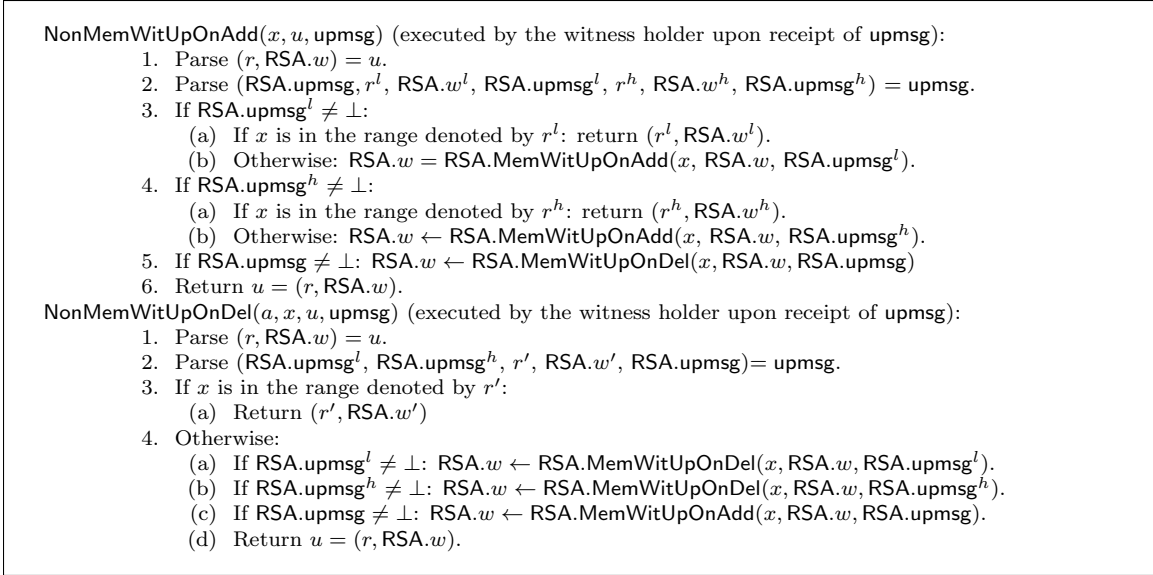 NonMemWitUpOnAdd(x, u, upmsg) (executed by the witness holder upon receipt of upmsg):
1. Parse (r, RSA.w) = u.
2. Parse (RSA.upmsg, r^l, RSA.w^l, RSA.upmsg^l, r^h, RSA.w^h, RSA.upmsg^h) = upmsg.
3. If RSA.upmsg^l ≠ ⊥:
(a) If x is in the range denoted by r^l: return (r^l, RSA.w^l).
(b) Otherwise: RSA.w = RSA.MemWitUpOnAdd(x, RSA.w, RSA.upmsg^l).
4. If RSA.upmsg^h ≠ ⊥:
(a) If x is in the range denoted by r^h: return (r^h, RSA.w^h).
(b) Otherwise: RSA.w ← RSA.MemWitUpOnAdd(x, RSA.w, RSA.upmsg^h).
5. If RSA.upmsg ≠ ⊥: RSA.w ← RSA.MemWitUpOnDel(x, RSA.w, RSA.upmsg)
6. Return u = (r, RSA.w).
NonMemWitUpOnDel(a, x, u, upmsg) (executed by the witness holder upon receipt of upmsg):
1. Parse (r, RSA.w) = u.
2. Parse (RSA.upmsg^l, RSA.upmsg^h, r′, RSA.w′, RSA.upmsg)= upmsg.
3. If x is in the range denoted by r′:
(a) Return (r′, RSA.w′)
4. Otherwise:
(a) If RSA.upmsg^l ≠ ⊥: RSA.w ← RSA.MemWitUpOnDel(x, RSA.w, RSA.upmsg^l).
(b) If RSA.upmsg^h ≠ ⊥: RSA.w ← RSA.MemWitUpOnDel(x, RSA.w, RSA.upmsg^h).
(c) If RSA.upmsg ≠ ⊥: RSA.w ← RSA.MemWitUpOnAdd(x, RSA.w, RSA.upmsg).
(d) Return u = (r, RSA.w).